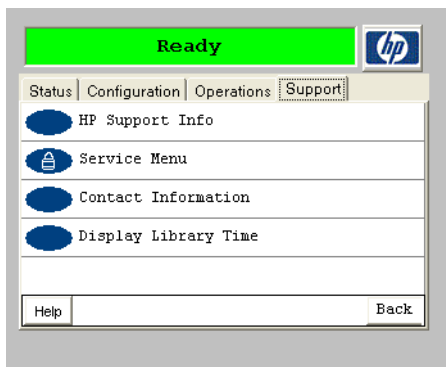 Ready
hp
Status Configuration Operations Support
HP Support Info
Service Menu
Contact Information
Display Library Time
Help Back